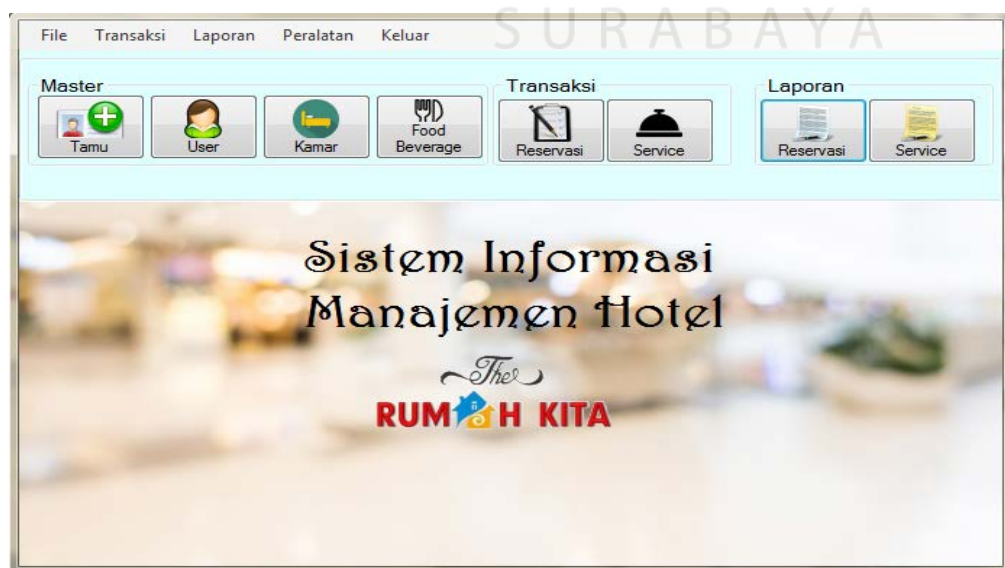 SURABAYA
File Transaksi Laporan Peralatan Keluar
Master Transaksi Laporan
Tamu User Kamar Food Beverage Reservasi Service Reservasi Service
Sistem Informasi
Manajemen Hotel
The
RUMAH KITA